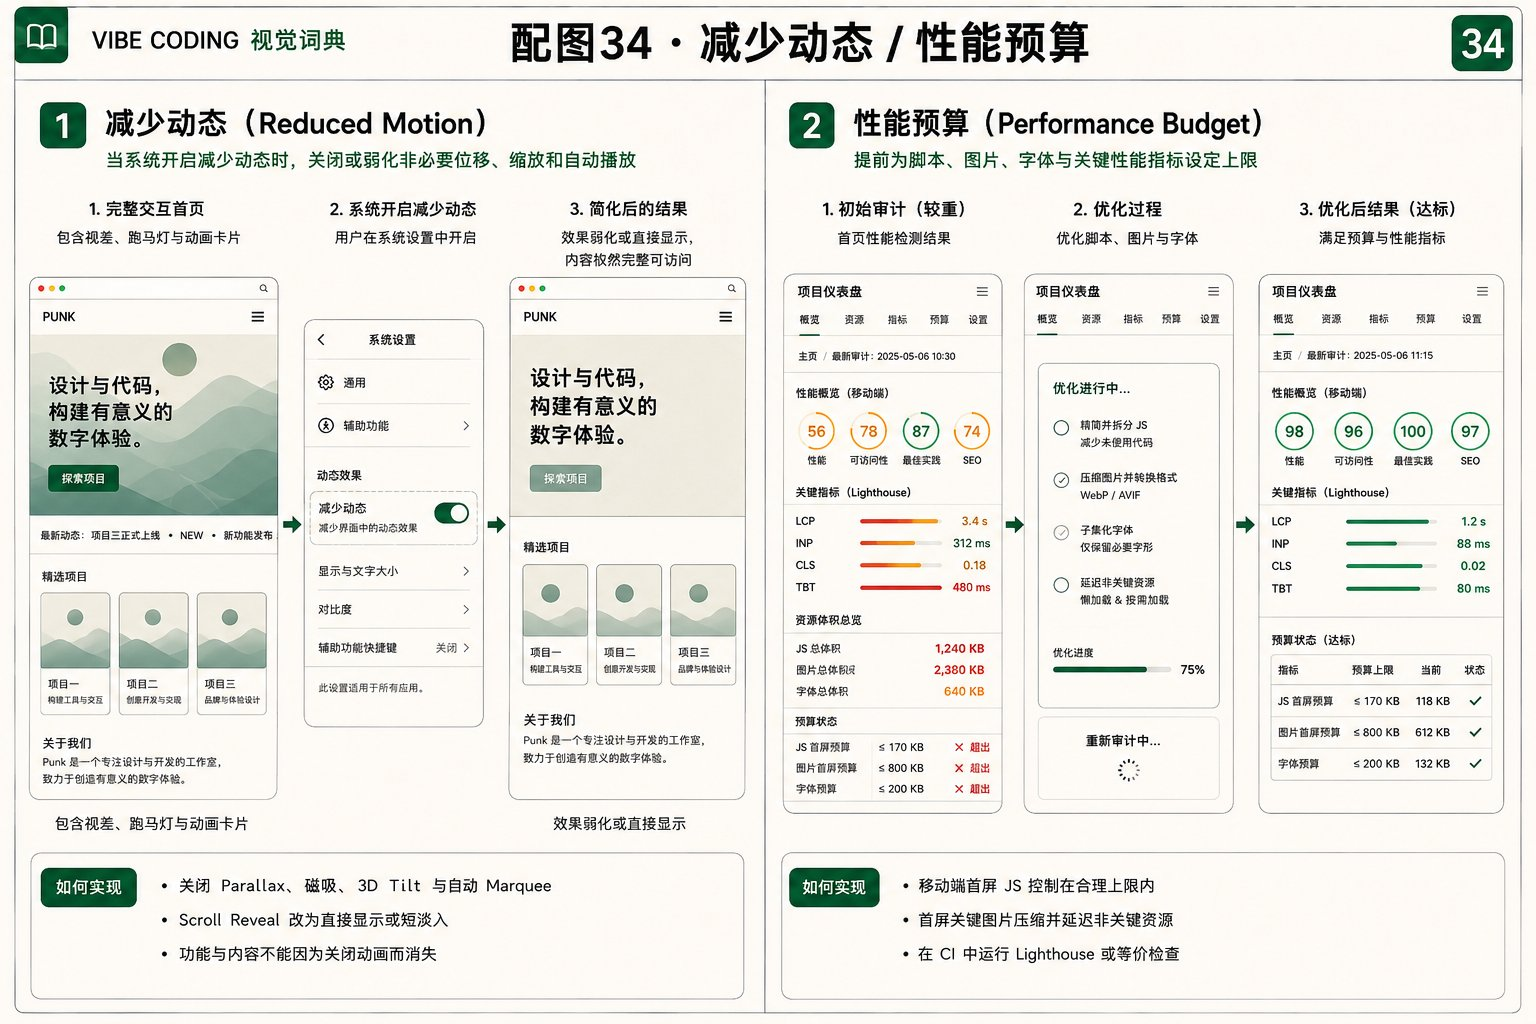 VIBE CODING 视觉词典
配图34 · 减少动态 / 性能预算
34
1
减少动态（Reduced Motion）
当系统开启减少动态时，关闭或弱化非必要位移、缩放和自动播放
1. 完整交互首页
包含视差、跑马灯与动画卡片
PUNK
设计与代码，
构建有意义的
数字体验。
探索项目
最新动态： 项目三正式上线 • NEW • 新功能发布
精选项目
项目一
构建工具与交互
项目二
创意开发与交现
项目三
品牌与体验设计
关于我们
Punk 是一个专注设计与开发的工作室，
致力于创造有意义的数字体验。
包含视差、跑马灯与动画卡片
2. 系统开启减少动态
用户在系统设置中开启
系统设置
通用
辅助功能
动态效果
减少动态
减少界面中的动态效果
显示与文字大小
对比度
辅助功能快捷键 关闭
此设置适用于所有应用。
3. 简化后的结果
效果弱化或直接显示，
内容依然完整可访问
PUNK
设计与代码，
构建有意义的
数字体验。
探索项目
精选项目
项目一
构建工具与交互
项目二
创意开发与交现
项目三
品牌与体验设计
关于我们
Punk 是一个专注设计与开发的工作室，
致力于创造有意义的数字体验。
效果弱化或直接显示
如何实现
• 关闭 Parallax、磁吸、3D Tilt 与自动 Marquee
• Scroll Reveal 改为直接显示或短淡入
• 功能与内容不能因为关闭动画而消失
2
性能预算（Performance Budget）
提前为脚本、图片、字体与关键性能指标设定上限
1. 初始审计（较重）
首页性能检测结果
项目仪表盘
概览 资源 指标 预算 设置
主页 / 最新审计：2025-05-06 10:30
性能概览（移动端）
56 78 87 74
性能 可访问性 最佳实践 SEO
关键指标（Lighthouse）
LCP 3.4 s
INP 312 ms
CLS 0.18
TBT 480 ms
资源体积总览
JS 总体积 1,240 KB
图片总体积 2,380 KB
字体总体积 640 KB
预算状态
JS 首屏预算 ≤ 170 KB × 超出
图片首屏预算 ≤ 800 KB × 超出
字体预算 ≤ 200 KB × 超出
2. 优化过程
优化脚本、图片与字体
项目仪表盘
概览 资源 指标 预算 设置
优化进行中...
精简并拆分 JS
减少未使用代码
压缩图片并转换格式
WebP / AVIF
子集化字体
仅保留必要字形
延迟非关键资源
懒加载 & 按需加载
优化进度
75%
重新审计中...
3. 优化后结果（达标）
满足预算与性能指标
项目仪表盘
概览 资源 指标 预算 设置
主页 / 最新审计：2025-05-06 11:15
性能概览（移动端）
98 96 100 97
性能 可访问性 最佳实践 SEO
关键指标（Lighthouse）
LCP 1.2 s
INP 88 ms
CLS 0.02
TBT 80 ms
预算状态（达标）
指标 预算上限 当前 状态
JS 首屏预算 ≤ 170 KB 118 KB ✓
图片首屏预算 ≤ 800 KB 612 KB ✓
字体预算 ≤ 200 KB 132 KB ✓
如何实现
• 移动端首屏 JS 控制在合理上限内
• 首屏关键图片压缩并延迟非关键资源
• 在 CI 中运行 Lighthouse 或等价检查